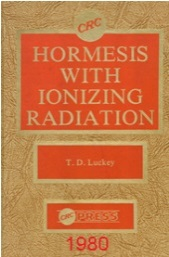 CRC
HORMESIS
WITH
IONIZING
RADIATION
T. D. Luckey
CRC
PRESS
1980